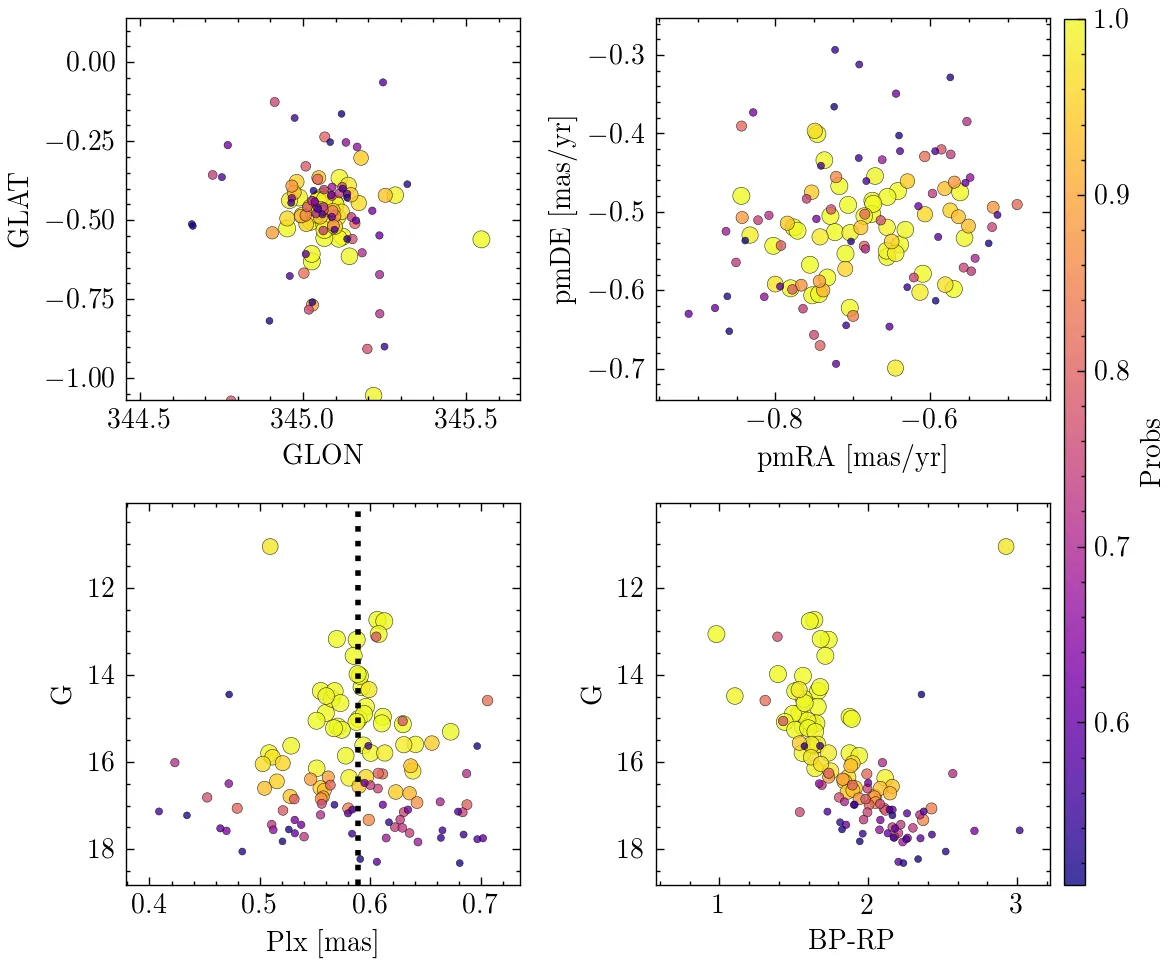 0.00
−0.25
−0.50
−0.75
−1.00
GLAT
344.5 345.0 345.5
GLON
−0.3
−0.4
−0.5
−0.6
−0.7
pmDE [mas/yr]
−0.8 −0.6
pmRA [mas/yr]
12
14
16
18
G
0.4 0.5 0.6 0.7
Plx [mas]
12
14
16
18
G
1 2 3
BP-RP
1.0
0.9
0.8
0.7
0.6
Probs